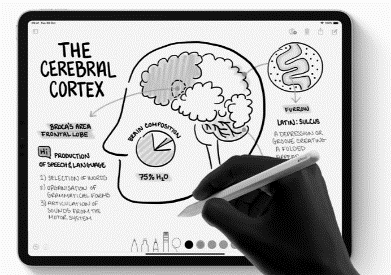 THE
CEREBRAL
CORTEX
BROCA'S AREA
FRONTAL LOBE
Hi PRODUCTION
OF SPEECH & LANGUAGE
1) SELECTION OF WORDS
2) ORGANISATION OF
GRAMMATICAL FORMS
3) ARTICULATION OF
SOUNDS FROM THE
MOTOR SYSTEM
BRAIN COMPOSITION
75% H₂O
FURROW
LATIN: SULCUS
A DEPRESSION OR
GROOVE CREATING
A FOLDED